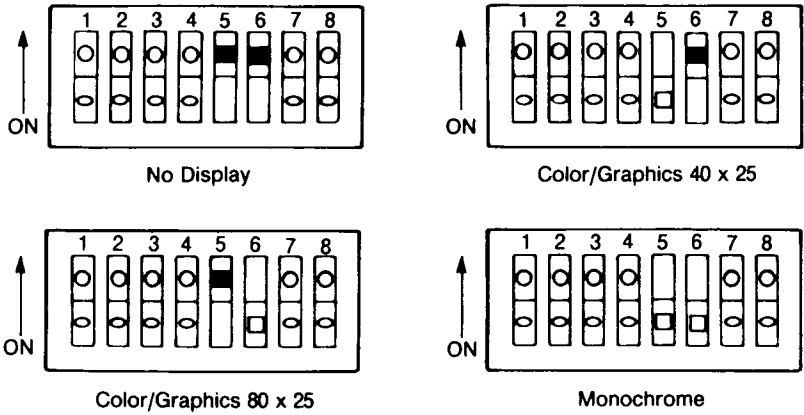 1 2 3 4 5 6 7 8
ON
No Display
1 2 3 4 5 6 7 8
ON
Color/Graphics 40 x 25
1 2 3 4 5 6 7 8
ON
Color/Graphics 80 x 25
1 2 3 4 5 6 7 8
ON
Monochrome